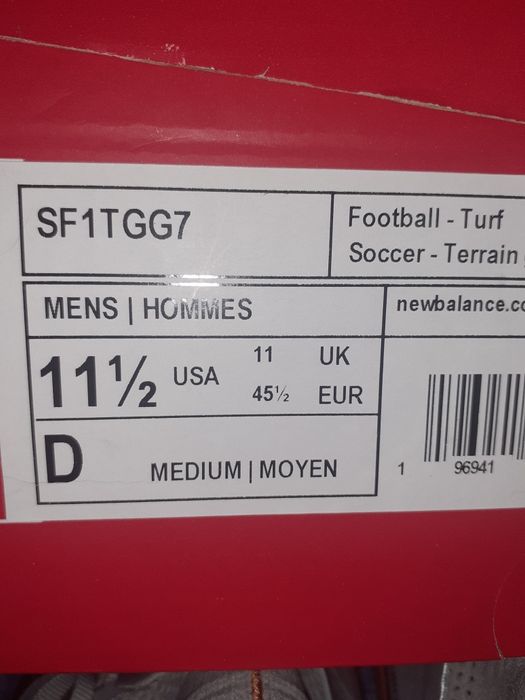 SF1TGG7
Football - Turf
Soccer - Terrain
MENS | HOMMES
newbalance.co
11½ USA 11 UK
45½ EUR
D MEDIUM | MOYEN
1 96941